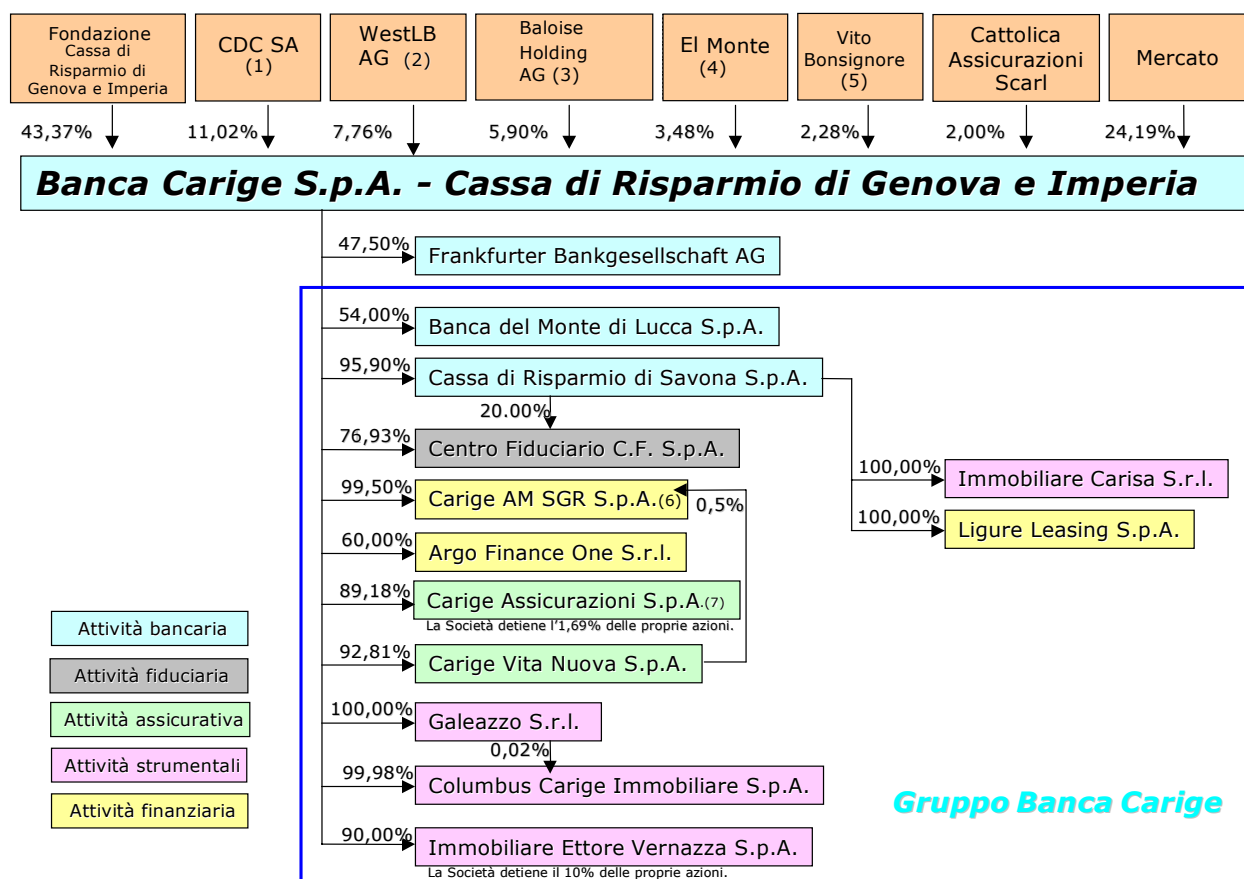 Fondazione
Cassa di
Risparmio di
Genova e Imperia
CDC SA
(1)
WestLB
AG (2)
Baloise
Holding
AG (3)
El Monte
(4)
Vito
Bonsignore
(5)
Cattolica
Assicurazioni
Scarl
Mercato
43,37%
11,02%
7,76%
5,90%
3,48%
2,28%
2,00%
24,19%
Banca Carige S.p.A. - Cassa di Risparmio di Genova e Imperia
47,50%
Frankfurter Bankgesellschaft AG
54,00%
Banca del Monte di Lucca S.p.A.
95,90%
Cassa di Risparmio di Savona S.p.A.
20.00%
76,93%
Centro Fiduciario C.F. S.p.A.
100,00%
Immobiliare Carisa S.r.l.
99,50%
Carige AM SGR S.p.A.(6)
0,5%
100,00%
Ligure Leasing S.p.A.
60,00%
Argo Finance One S.r.l.
89,18%
Carige Assicurazioni S.p.A.(7)
La Società detiene l'1,69% delle proprie azioni.
92,81%
Carige Vita Nuova S.p.A.
100,00%
Galeazzo S.r.l.
0,02%
99,98%
Columbus Carige Immobiliare S.p.A.
90,00%
Immobiliare Ettore Vernazza S.p.A.
La Società detiene il 10% delle proprie azioni.
Attività bancaria
Attività fiduciaria
Attività assicurativa
Attività strumentali
Attività finanziaria
Gruppo Banca Carige